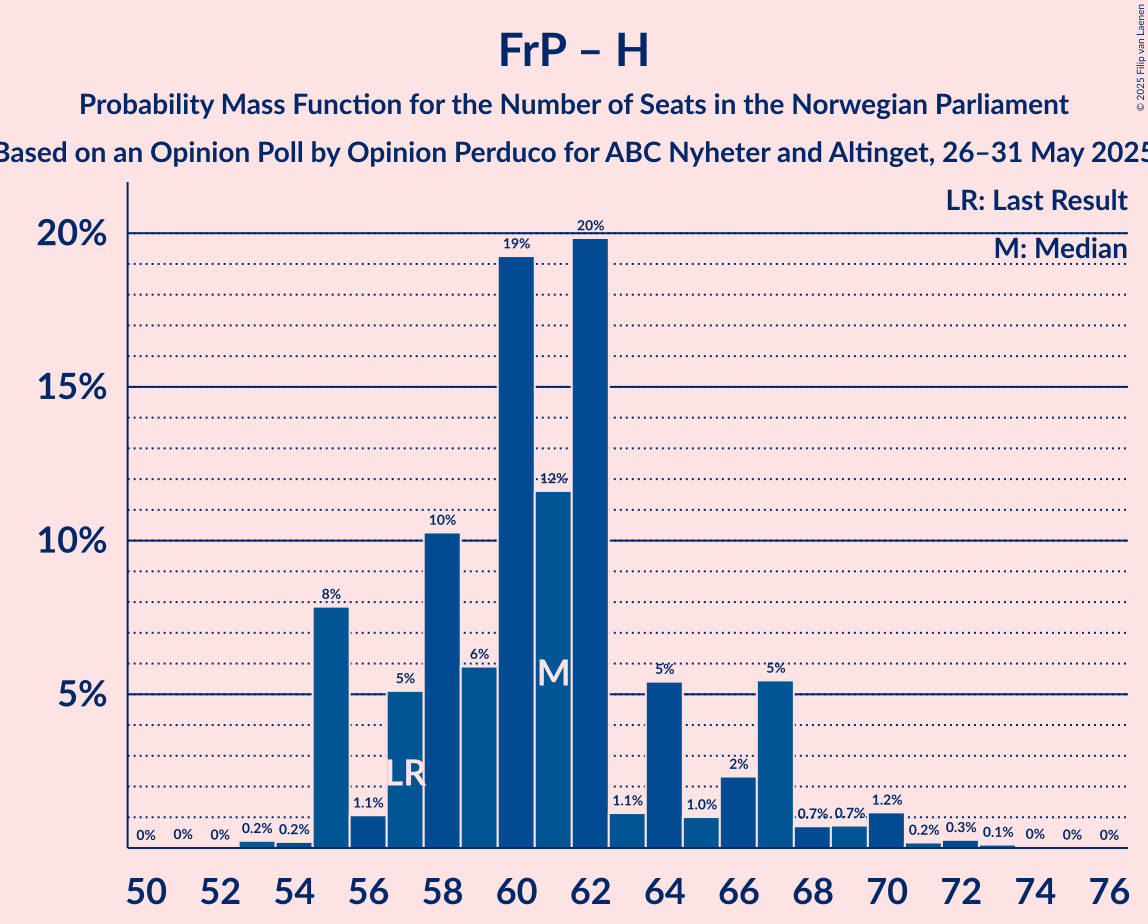 FrP – H
Probability Mass Function for the Number of Seats in the Norwegian Parliament
Based on an Opinion Poll by Opinion Perduco for ABC Nyheter and Altinget, 26–31 May 2025
© 2025 Filip van Laenen
LR: Last Result
M: Median
20%
15%
10%
5%
0% 0% 0% 0.2% 0.2% 8% 1.1% 5% 10% 6% 19% 12% 20% 1.1% 5% 1.0% 2% 5% 0.7% 0.7% 1.2% 0.2% 0.3% 0.1% 0% 0% 0%
M
LR
50 52 54 56 58 60 62 64 66 68 70 72 74 76